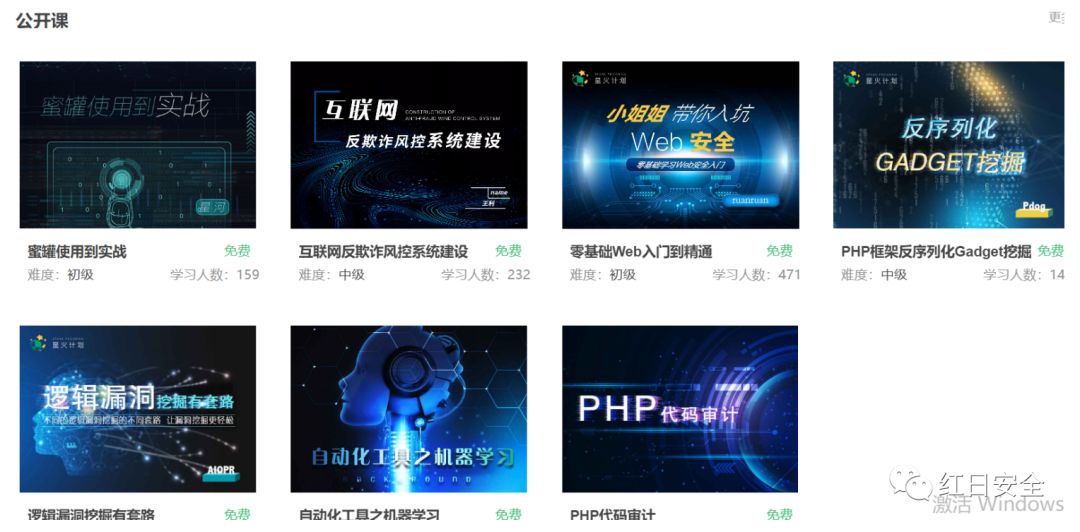 公开课
更多
蜜罐使用到实战
星河
互联网
CONSTRUCTION OF
ANTI-FRAUD WIND CONTROL SYSTEM
反欺诈风控系统建设
name
王利
星火计划
小姐姐 带你入坑
Web 安全
零基础学习Web安全入门
ruanruan
星火计划
反序列化
GADGET挖掘
Pdog
蜜罐使用到实战 免费
难度：初级 学习人数：159
互联网反欺诈风控系统建设 免费
难度：中级 学习人数：232
零基础Web入门到精通 免费
难度：初级 学习人数：471
PHP框架反序列化Gadget挖掘 免费
难度：中级 学习人数：14
星火计划
逻辑漏洞挖掘有套路
不同的逻辑漏洞挖掘的不同套路 让漏洞挖掘更轻松
AIOPR
自动化工具之机器学习
BACKGROUND
PHP代码审计
逻辑漏洞挖掘有套路 免费
自动化工具之机器学习 免费
PHP代码审计 免费
红日安全
激活 Windows